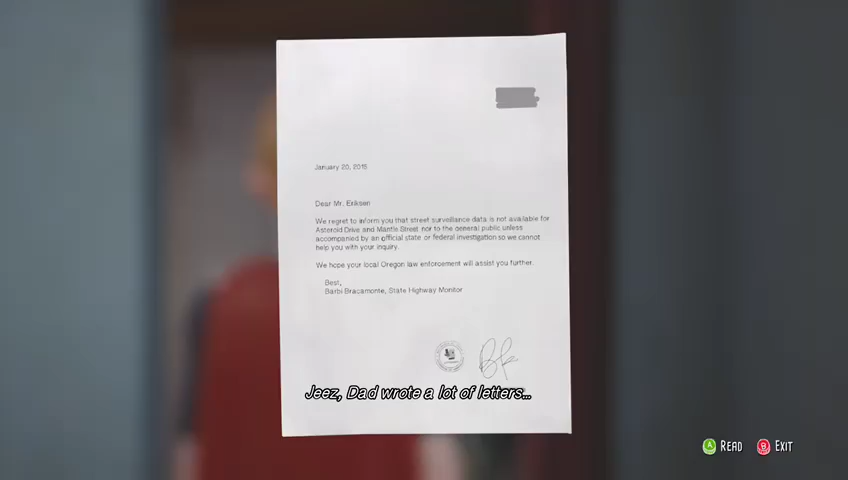 January 20, 2015
Dear Mr. Eriksen
We regret to inform you that street surveillance data is not available for
Asteroid Drive and Mantle Street nor to the general public unless
accompanied by an official state or federal investigation so we cannot
help you with your inquiry.
We hope your local Oregon law enforcement will assist you further.
Best,
Barbi Bracamonte, State Highway Monitor
Jeez, Dad wrote a lot of letters...
A READ B EXIT